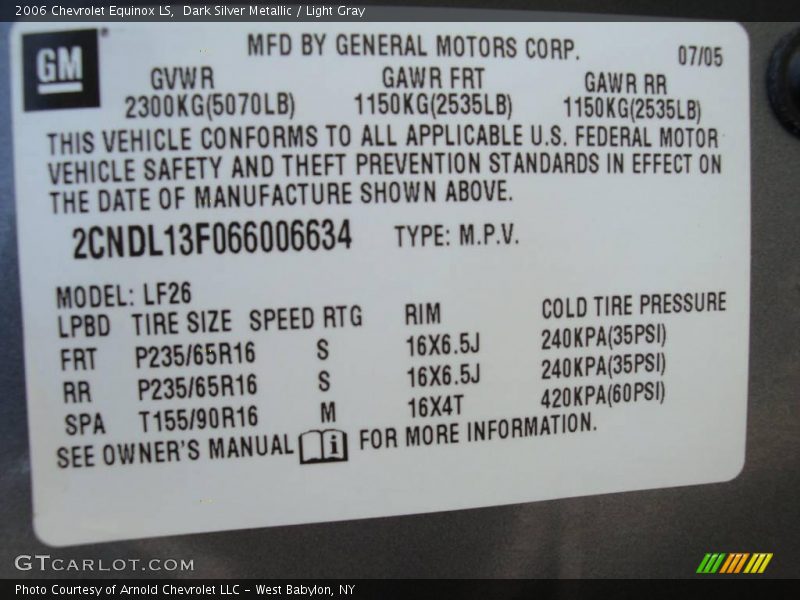 2006 Chevrolet Equinox LS, Dark Silver Metallic / Light Gray
GM MFD BY GENERAL MOTORS CORP. 07/05
GVWR GAWR FRT GAWR RR
2300KG(5070LB) 1150KG(2535LB) 1150KG(2535LB)
THIS VEHICLE CONFORMS TO ALL APPLICABLE U.S. FEDERAL MOTOR
VEHICLE SAFETY AND THEFT PREVENTION STANDARDS IN EFFECT ON
THE DATE OF MANUFACTURE SHOWN ABOVE.
2CNDL13F066006634 TYPE: M.P.V.
MODEL: LF26
LPBD TIRE SIZE SPEED RTG RIM COLD TIRE PRESSURE
FRT P235/65R16 S 16X6.5J 240KPA(35PSI)
RR P235/65R16 S 16X6.5J 240KPA(35PSI)
SPA T155/90R16 M 16X4T 420KPA(60PSI)
SEE OWNER'S MANUAL i FOR MORE INFORMATION.
GTCARLOT.COM
Photo Courtesy of Arnold Chevrolet LLC - West Babylon, NY